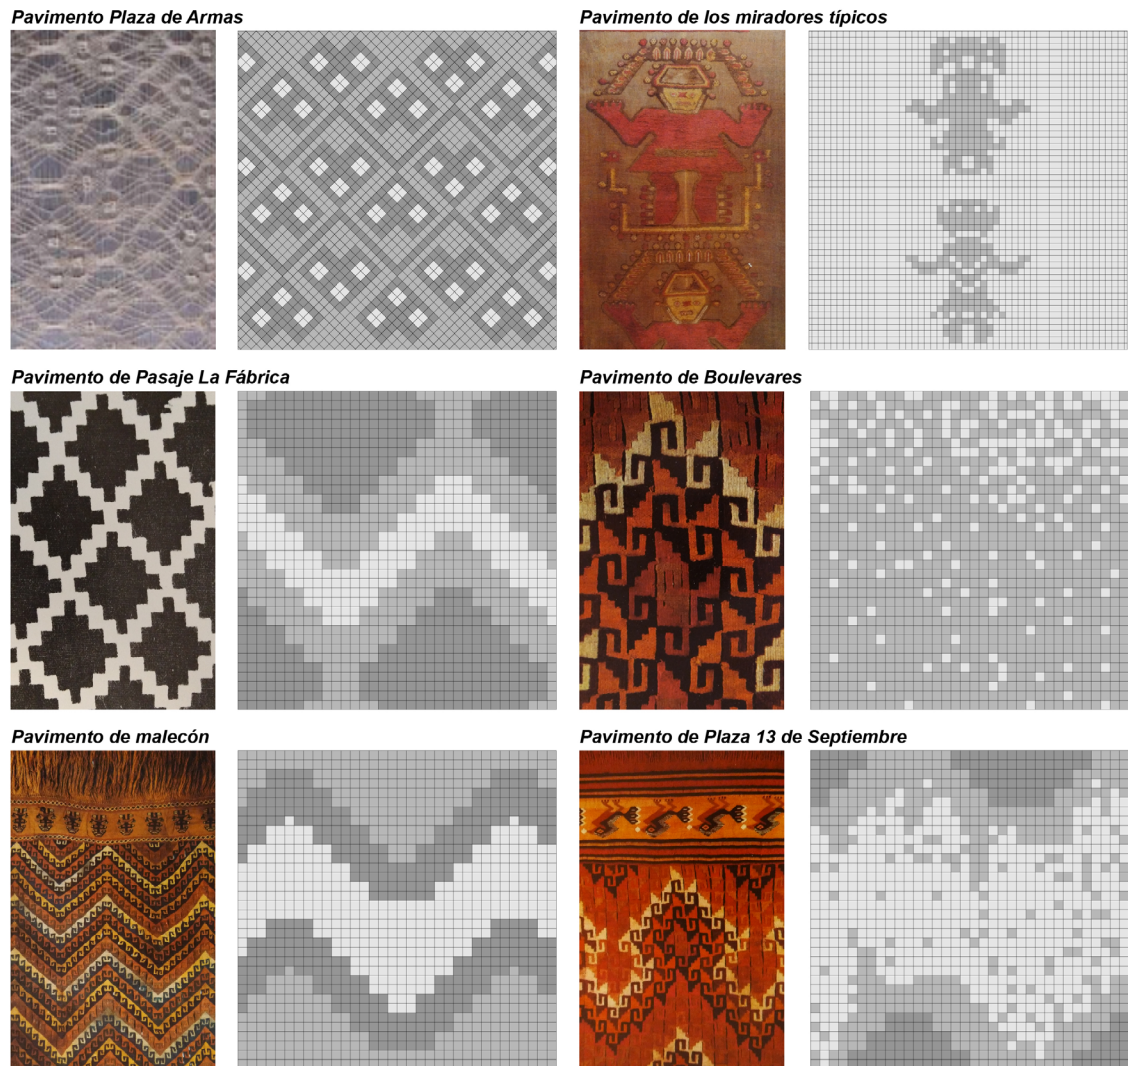 Pavimento Plaza de Armas
Pavimento de los miradores típicos
Pavimento de Pasaje La Fábrica
Pavimento de Boulevares
Pavimento de malecón
Pavimento de Plaza 13 de Septiembre